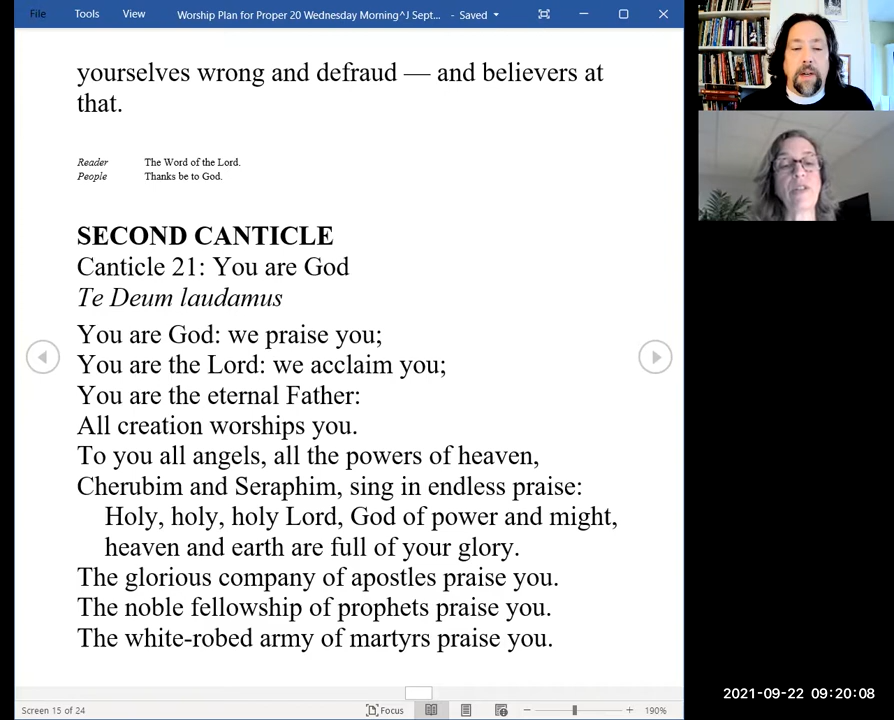 File Tools View Worship Plan for Proper 20 Wednesday Morning^J Sept... - Saved
yourselves wrong and defraud — and believers at
that.
Reader The Word of the Lord.
People Thanks be to God.
SECOND CANTICLE
Canticle 21: You are God
Te Deum laudamus
You are God: we praise you;
You are the Lord: we acclaim you;
You are the eternal Father:
All creation worships you.
To you all angels, all the powers of heaven,
Cherubim and Seraphim, sing in endless praise:
Holy, holy, holy Lord, God of power and might,
heaven and earth are full of your glory.
The glorious company of apostles praise you.
The noble fellowship of prophets praise you.
The white-robed army of martyrs praise you.
2021-09-22 09:20:08
Screen 15 of 24 Focus 190%